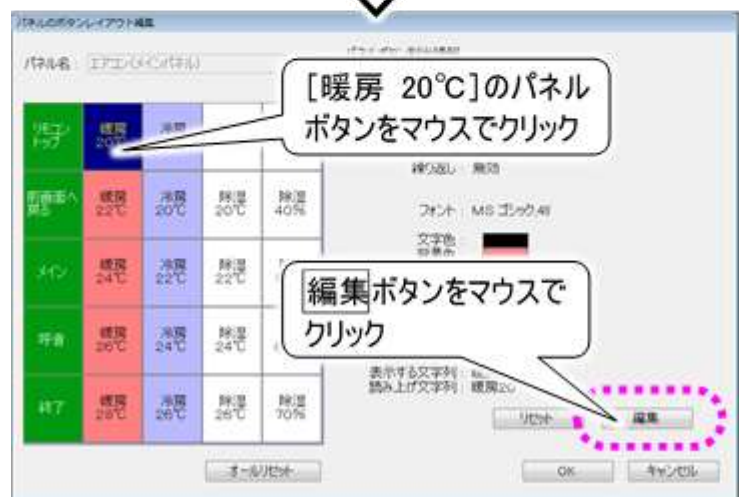 パネルのボタンレイアウト編集
パネル名： エアコン(メインパネル)
[暖房 20℃]のパネル
ボタンをマウスでクリック
リモコン
トップ
暖房
20℃
冷房
繰り返し： 無効
前画面へ
戻る
暖房
22℃
冷房
20℃
除湿
20℃
除湿
40%
フォント： MS ゴシック,48
文字色：
背景色
メイン
暖房
24℃
冷房
22℃
除湿
22℃
編集ボタンをマウスで
クリック
呼音
暖房
26℃
冷房
24℃
除湿
24℃
表示する文字列：
読み上げ文字列： 暖房20
終了
暖房
28℃
冷房
26℃
除湿
26℃
除湿
70%
リセット
編集
オールリセット
OK
キャンセル